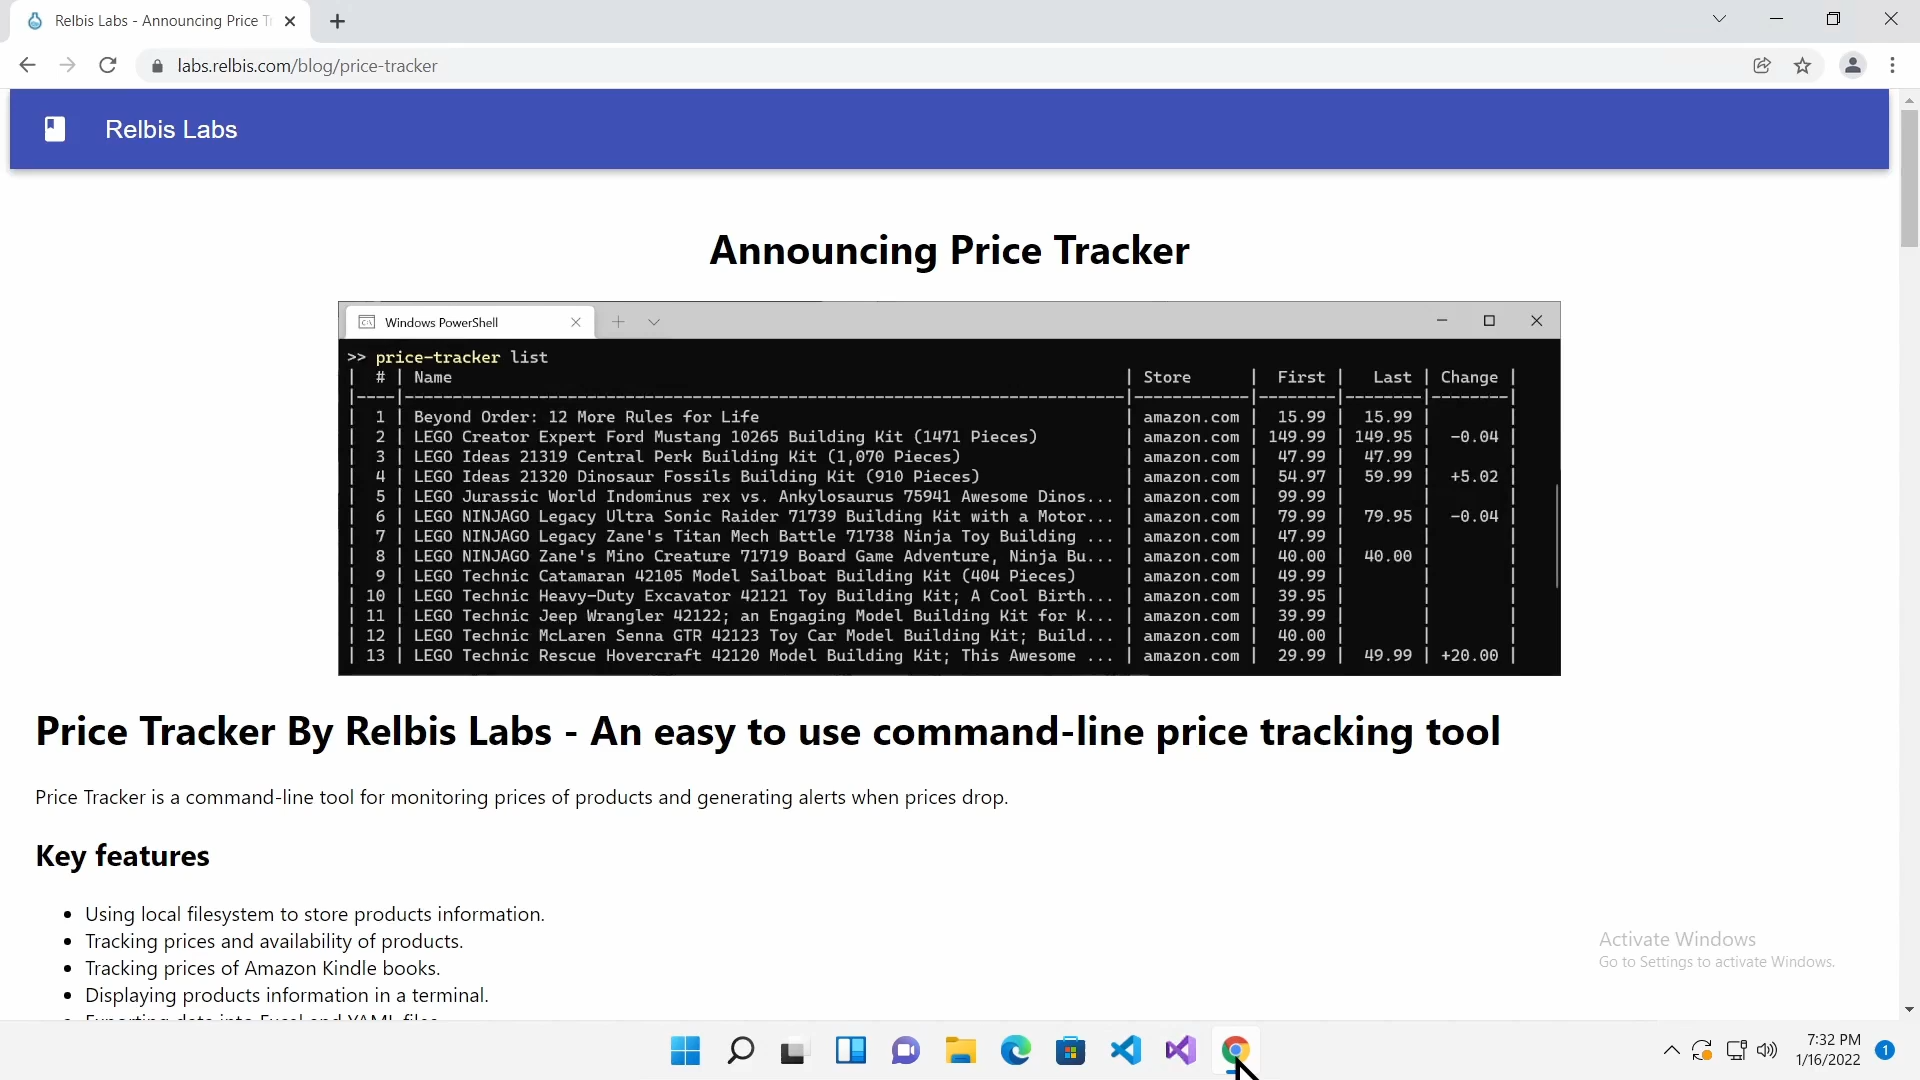 Relbis Labs - Announcing Price T
labs.relbis.com/blog/price-tracker
Relbis Labs
Announcing Price Tracker
Windows PowerShell
>> price-tracker list
| # | Name | Store | First | Last | Change |
|----|---------------------------------------------------------------------------|------------|--------|--------|--------|
| 1 | Beyond Order: 12 More Rules for Life | amazon.com | 15.99 | 15.99 | |
| 2 | LEGO Creator Expert Ford Mustang 10265 Building Kit (1471 Pieces) | amazon.com | 149.99 | 149.95 | -0.04 |
| 3 | LEGO Ideas 21319 Central Perk Building Kit (1,070 Pieces) | amazon.com | 47.99 | 47.99 | |
| 4 | LEGO Ideas 21320 Dinosaur Fossils Building Kit (910 Pieces) | amazon.com | 54.97 | 59.99 | +5.02 |
| 5 | LEGO Jurassic World Indominus rex vs. Ankylosaurus 75941 Awesome Dinos... | amazon.com | 99.99 | | |
| 6 | LEGO NINJAGO Legacy Ultra Sonic Raider 71739 Building Kit with a Motor... | amazon.com | 79.99 | 79.95 | -0.04 |
| 7 | LEGO NINJAGO Legacy Zane's Titan Mech Battle 71738 Ninja Toy Building ... | amazon.com | 47.99 | | |
| 8 | LEGO NINJAGO Zane's Mino Creature 71719 Board Game Adventure, Ninja Bu... | amazon.com | 40.00 | 40.00 | |
| 9 | LEGO Technic Catamaran 42105 Model Sailboat Building Kit (404 Pieces) | amazon.com | 49.99 | | |
| 10 | LEGO Technic Heavy-Duty Excavator 42121 Toy Building Kit; A Cool Birth... | amazon.com | 39.95 | | |
| 11 | LEGO Technic Jeep Wrangler 42122; an Engaging Model Building Kit for K... | amazon.com | 39.99 | | |
| 12 | LEGO Technic McLaren Senna GTR 42123 Toy Car Model Building Kit; Build... | amazon.com | 40.00 | | |
| 13 | LEGO Technic Rescue Hovercraft 42120 Model Building Kit; This Awesome ... | amazon.com | 29.99 | 49.99 | +20.00 |
Price Tracker By Relbis Labs - An easy to use command-line price tracking tool
Price Tracker is a command-line tool for monitoring prices of products and generating alerts when prices drop.
Key features
• Using local filesystem to store products information.
• Tracking prices and availability of products.
• Tracking prices of Amazon Kindle books.
• Displaying products information in a terminal.
• Exporting data into Excel and YAML files
Activate Windows
Go to Settings to activate Windows.
7:32 PM
1/16/2022
1